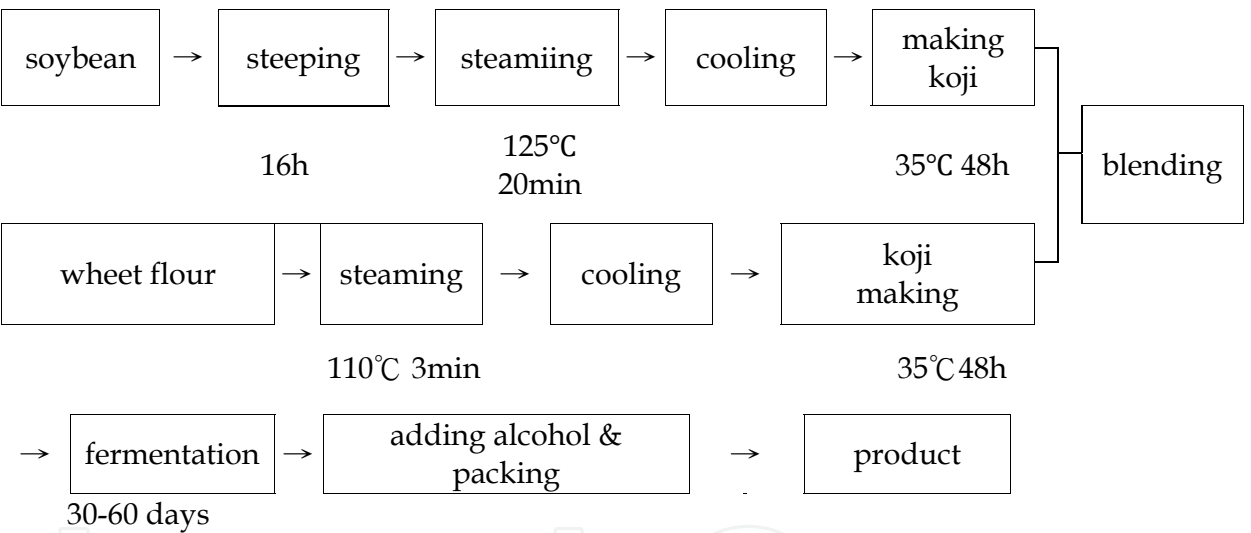 soybean → steeping → steamiing → cooling → making koji
16h
125℃
20min
35℃ 48h
blending
wheet flour → steaming → cooling → koji making
110℃ 3min
35℃ 48h
→ fermentation → adding alcohol & packing → product
30-60 days